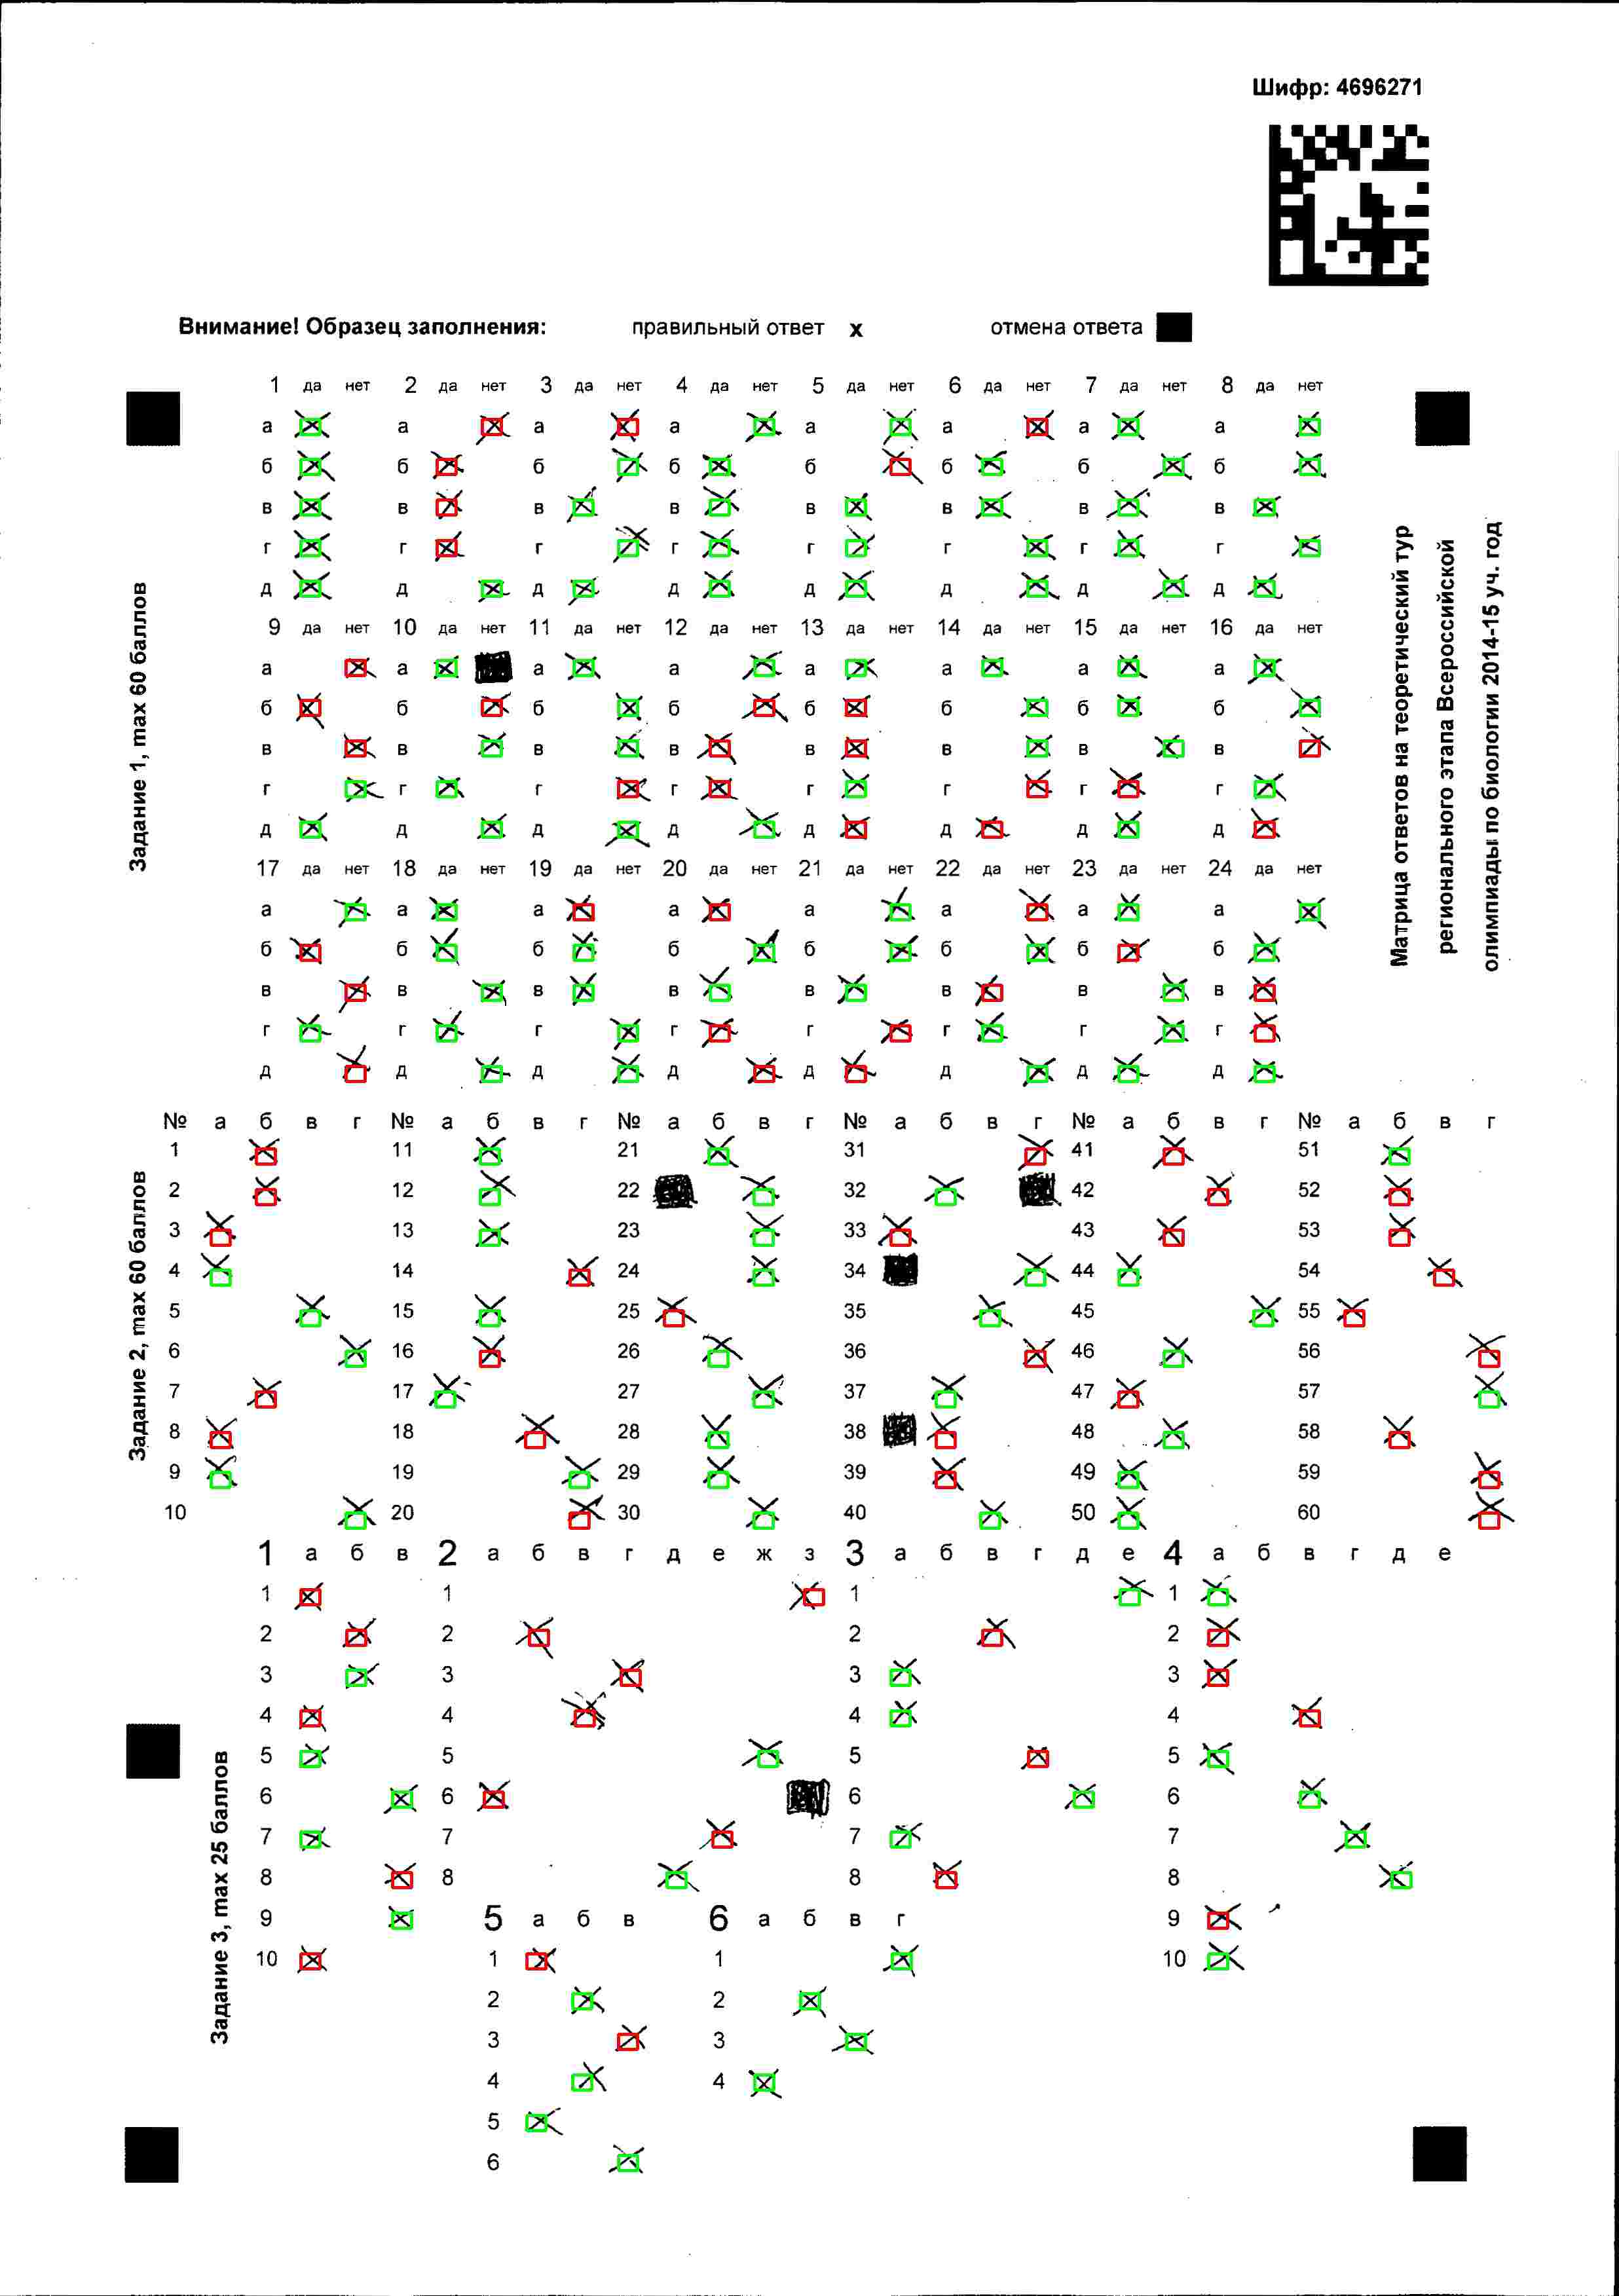 Шифр: 4696271
Внимание! Образец заполнения: правильный ответ x отмена ответа
Задание 1, max 60 баллов
1 да нет 2 да нет 3 да нет 4 да нет 5 да нет 6 да нет 7 да нет 8 да нет
а а а а а а а а
б б б б б б б б
в в в в в в в в
г г г г г г г г
д д д д д д д д
9 да нет 10 да нет 11 да нет 12 да нет 13 да нет 14 да нет 15 да нет 16 да нет
а а а а а а а а
б б б б б б б б
в в в в в в в в
г г г г г г г г
д д д д д д д д
17 да нет 18 да нет 19 да нет 20 да нет 21 да нет 22 да нет 23 да нет 24 да нет
а а а а а а а а
б б б б б б б б
в в в в в в в в
г г г г г г г г
д д д д д д д д
Матрица ответов на теоретический тур
регионального этапа Всероссийской
олимпиады по биологии 2014-15 уч. год
Задание 2, max 60 баллов
№ а б в г № а б в г № а б в г № а б в г № а б в г № а б в г
1 11 21 31 41 51
2 12 22 32 42 52
3 13 23 33 43 53
4 14 24 34 44 54
5 15 25 35 45 55
6 16 26 36 46 56
7 17 27 37 47 57
8 18 28 38 48 58
9 19 29 39 49 59
10 20 30 40 50 60
Задание 3, max 25 баллов
1 а б в 2 а б в г д е ж з 3 а б в г д е 4 а б в г д е
1 1 1 1
2 2 2 2
3 3 3 3
4 4 4 4
5 5 5 5
6 6 6 6
7 7 7 7
8 8 8 8
9 5 а б в 6 а б в г 9
10 1 1 10
2 2
3 3
4 4
5
6